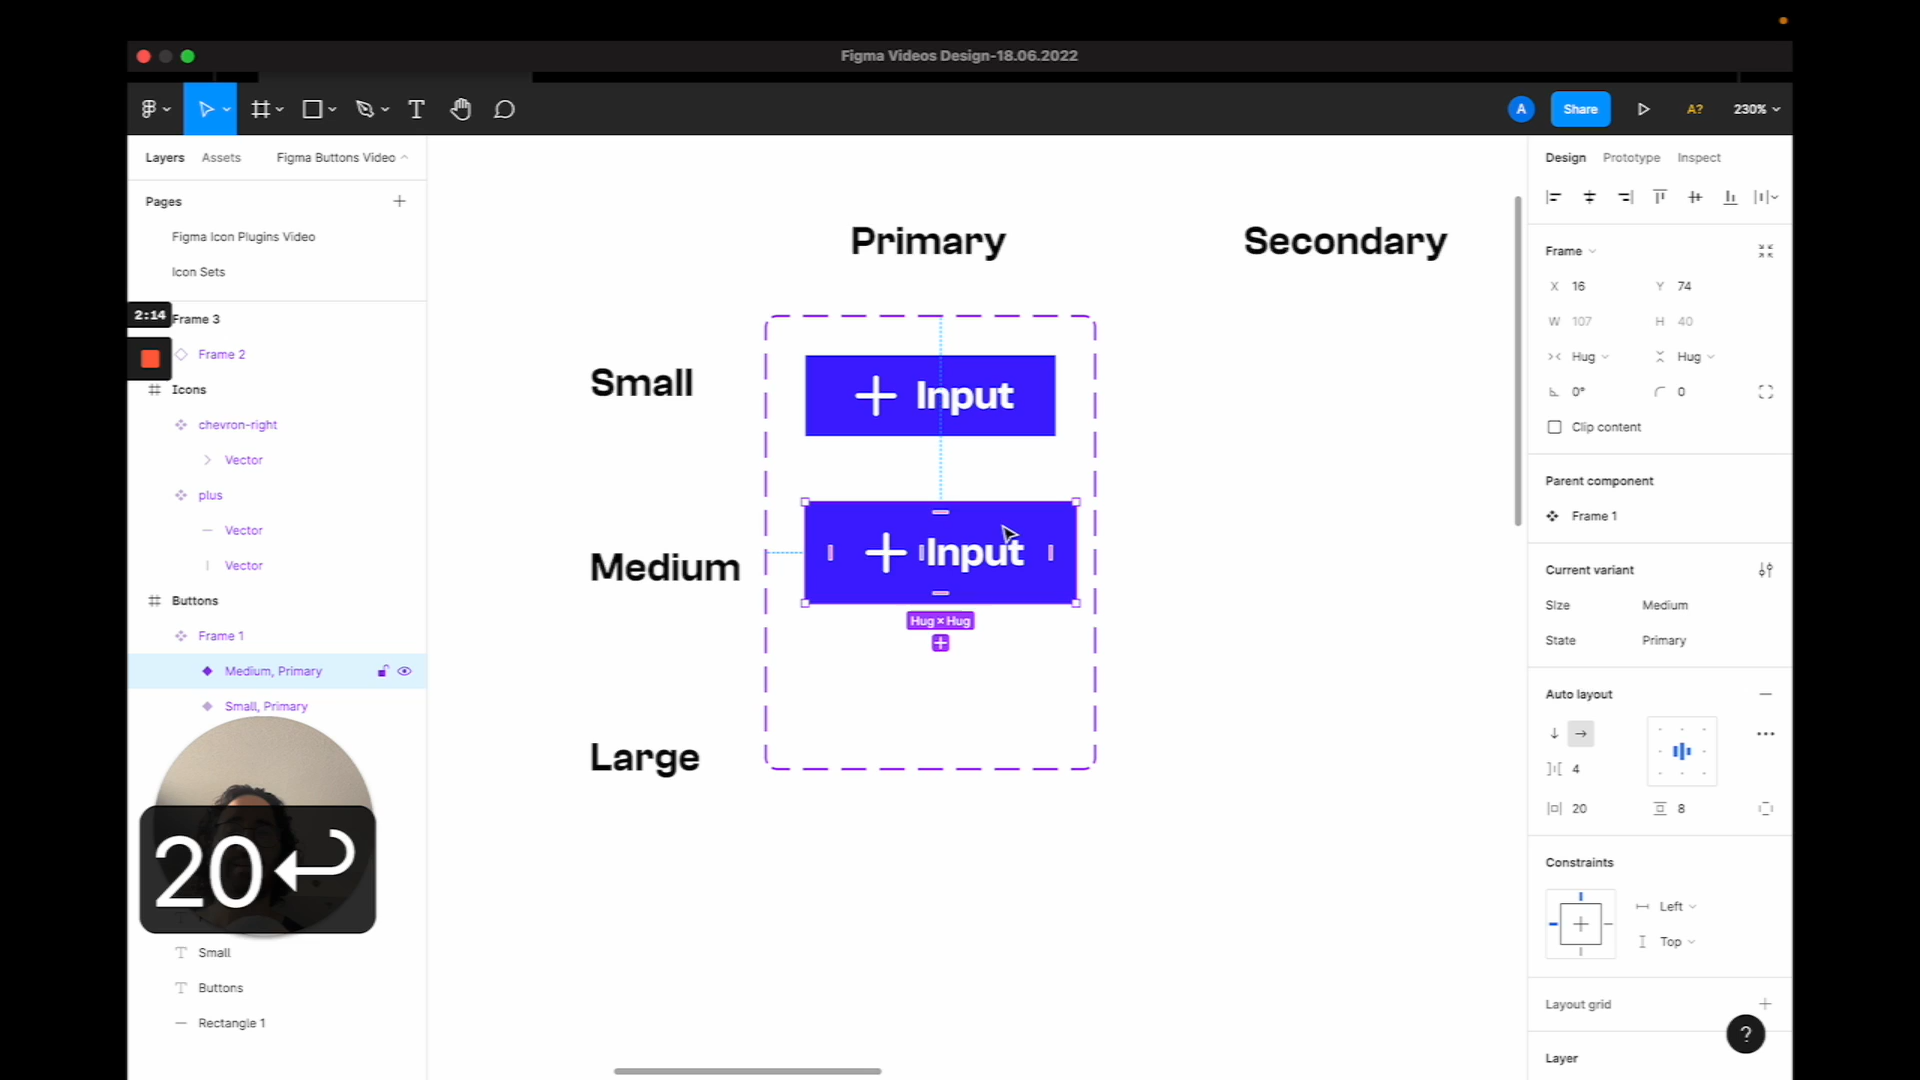 Figma Videos Design-18.06.2022
A
Share
A?
230%
Layers
Assets
Figma Buttons Video
Pages
Figma Icon Plugins Video
Icon Sets
2:14
Frame 3
Frame 2
Icons
chevron-right
Vector
plus
Vector
Vector
Buttons
Frame 1
Medium, Primary
Small, Primary
20
Small
Buttons
Rectangle 1
Primary
Secondary
Small
Input
Medium
Input
Hug × Hug
Large
Design
Prototype
Inspect
Frame
X 16
Y 74
W 107
H 40
Hug
Hug
0°
0
Clip content
Parent component
Frame 1
Current variant
Size Medium
State Primary
Auto layout
4
20
8
Constraints
Left
Top
Layout grid
?
Layer